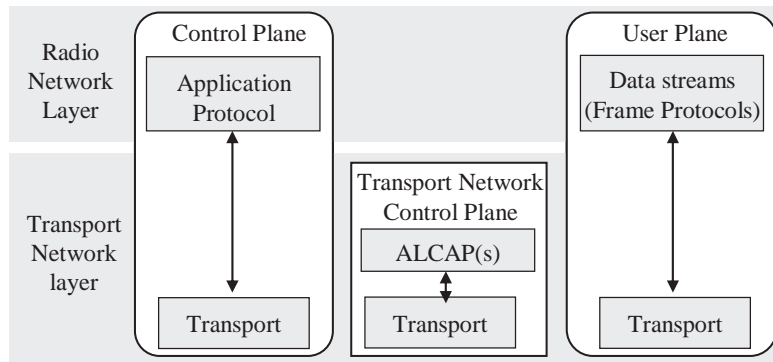 Radio
Network
Layer
Control Plane
Application
Protocol
User Plane
Data streams
(Frame Protocols)
Transport
Network
layer
Transport Network
Control Plane
ALCAP(s)
Transport
Transport
Transport